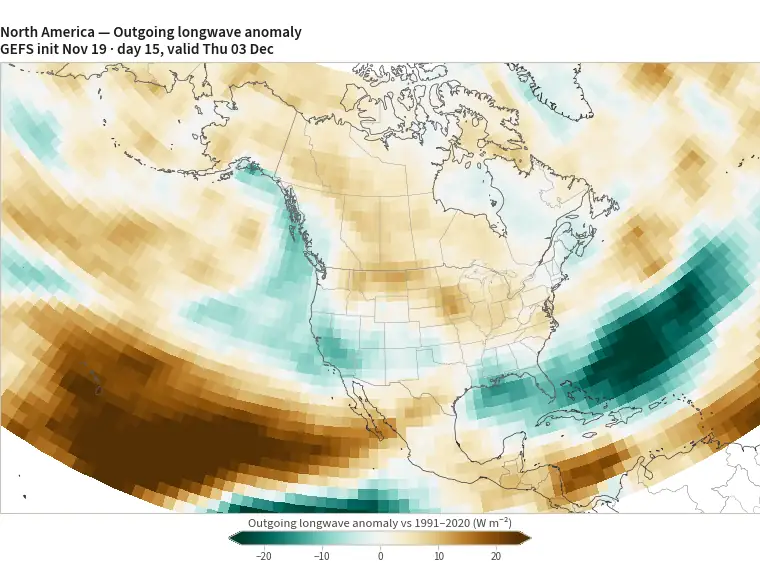 North America — Outgoing longwave anomaly
GEFS init Nov 19 · day 15, valid Thu 03 Dec
Outgoing longwave anomaly vs 1991–2020 (W m⁻²)
−20 −10 0 10 20